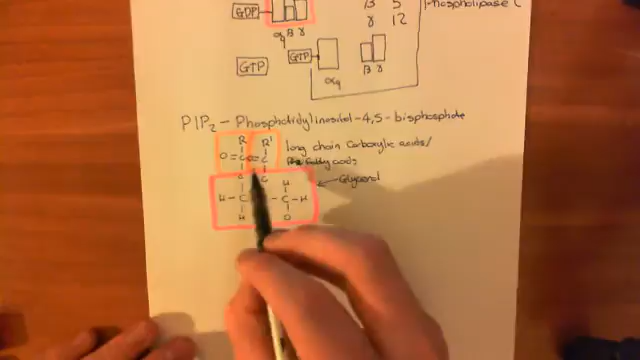 GDP
β 5
γ 12
Phospholipase C
αq β γ
GTP GTP
αq
β γ
PIP2 - Phosphotidylinositol-4,5-bisphosphate
R R'
O=C O=C
long chain Carboxylic acids/
fatty acids
O C
H
Glycerol
H-C -C-H
H O